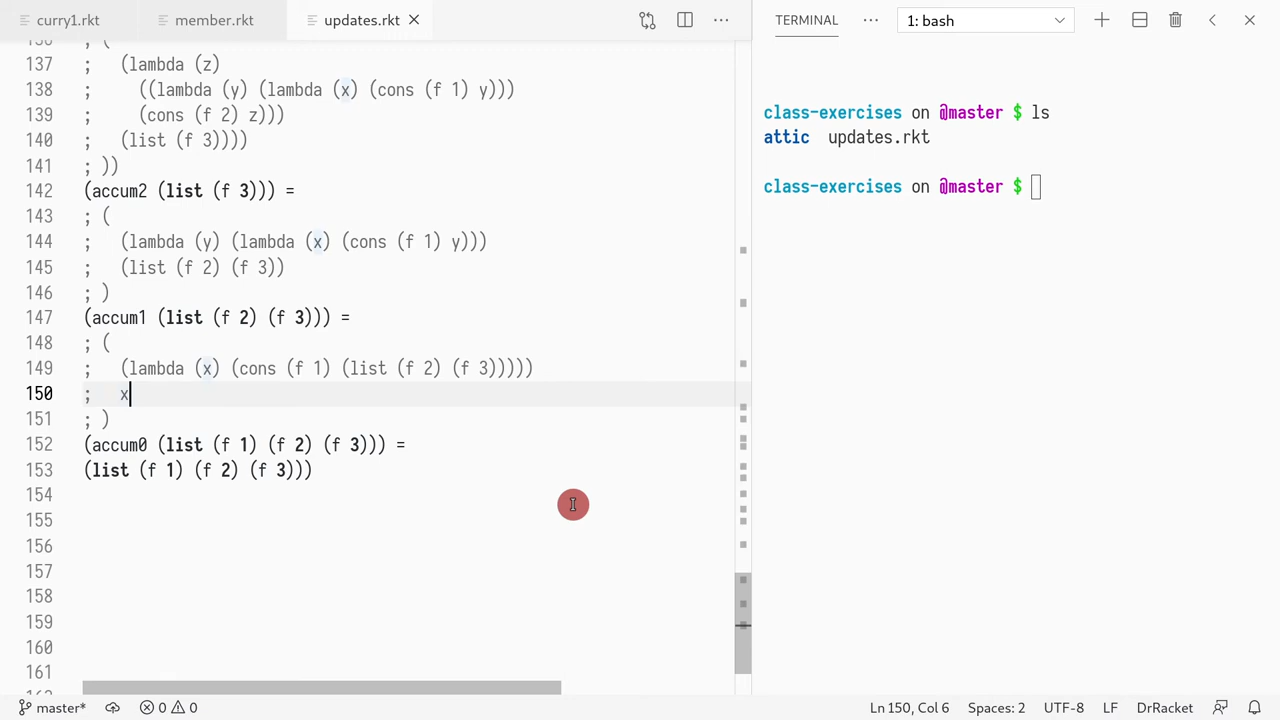 curry1.rkt member.rkt updates.rkt
TERMINAL 1: bash
136 ; (
137 ;   (lambda (z)
138 ;     ((lambda (y) (lambda (x) (cons (f 1) y)))
139 ;     (cons (f 2) z)))
140 ;   (list (f 3))))
141 ; ))
142 (accum2 (list (f 3))) =
143 ; (
144 ;   (lambda (y) (lambda (x) (cons (f 1) y)))
145 ;   (list (f 2) (f 3))
146 ; )
147 (accum1 (list (f 2) (f 3))) =
148 ; (
149 ;   (lambda (x) (cons (f 1) (list (f 2) (f 3)))))
150 ;   x
151 ; )
152 (accum0 (list (f 1) (f 2) (f 3))) =
153 (list (f 1) (f 2) (f 3)))
154
155
156
157
158
159
160
161
class-exercises on @master $ ls
attic  updates.rkt
class-exercises on @master $
master* 0 0 Ln 150, Col 6 Spaces: 2 UTF-8 LF DrRacket